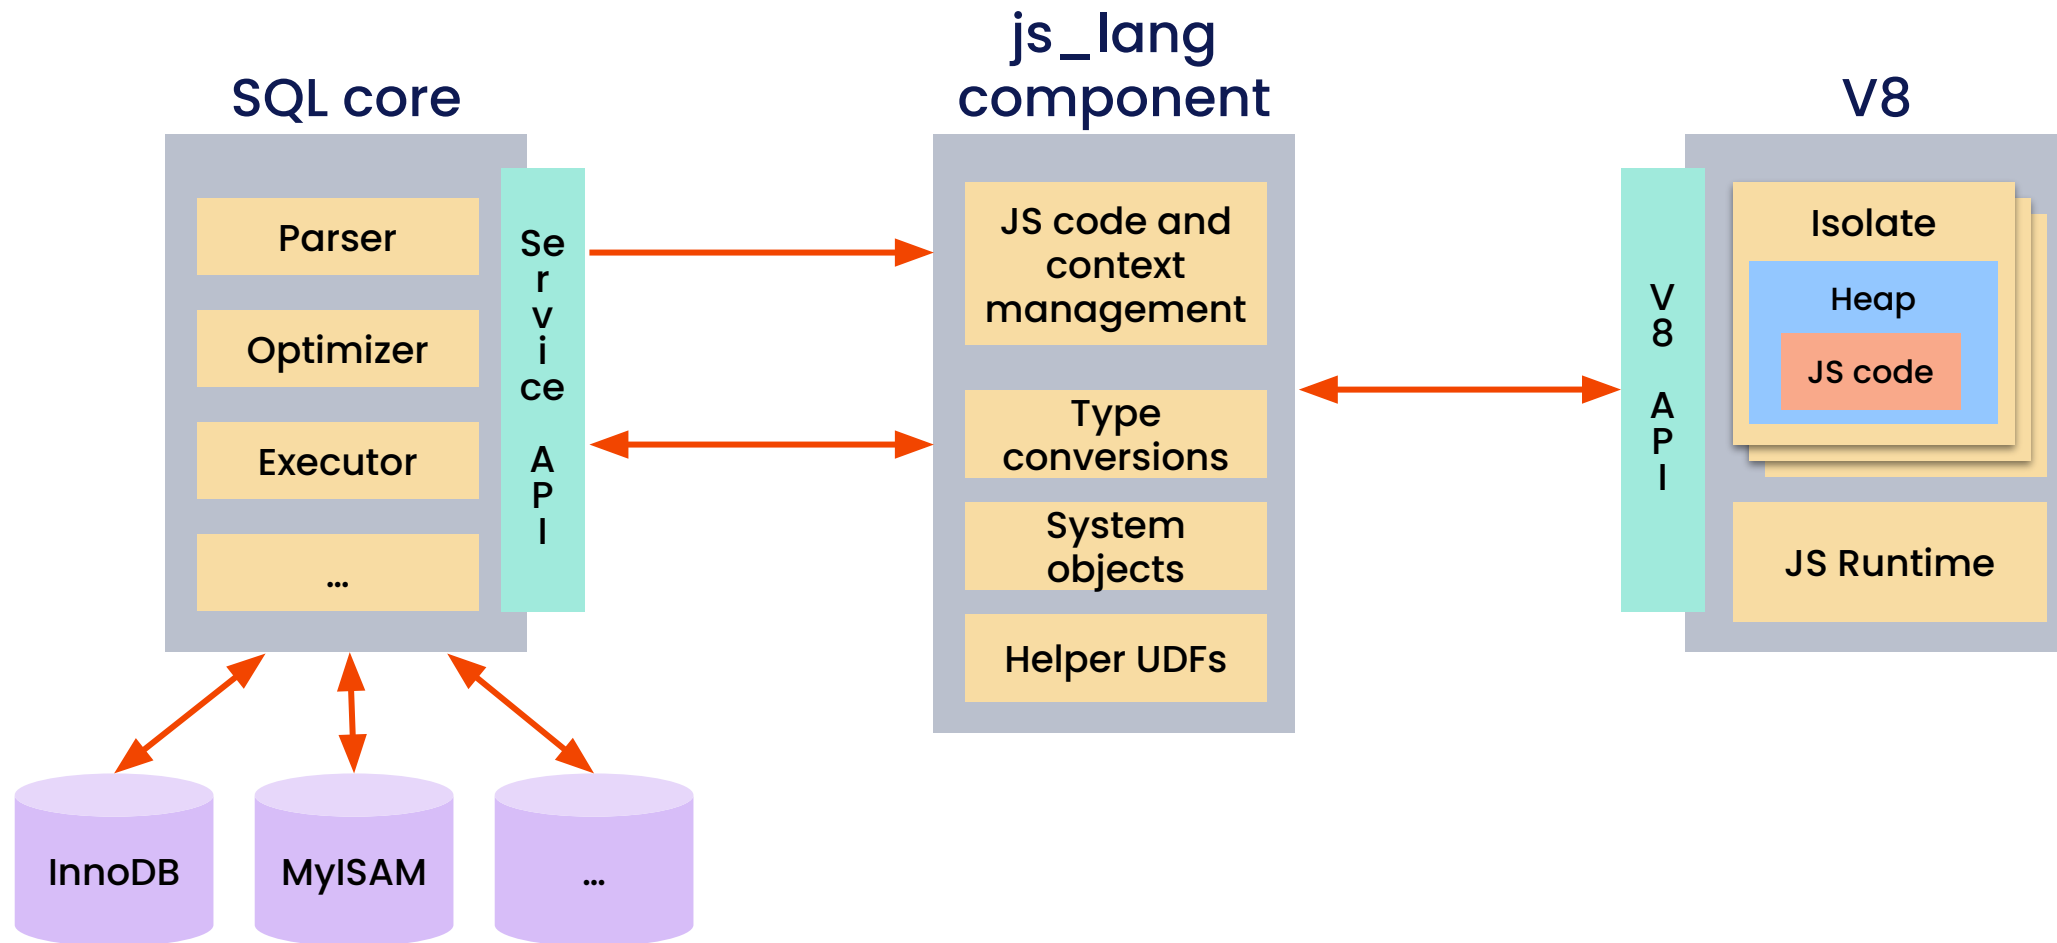 SQL core
Parser
Optimizer
Executor
...
Se
r
v
i
ce
A
P
I
InnoDB
MyISAM
...
js_lang
component
JS code and
context
management
Type
conversions
System
objects
Helper UDFs
V8
V
8
A
P
I
Isolate
Heap
JS code
JS Runtime